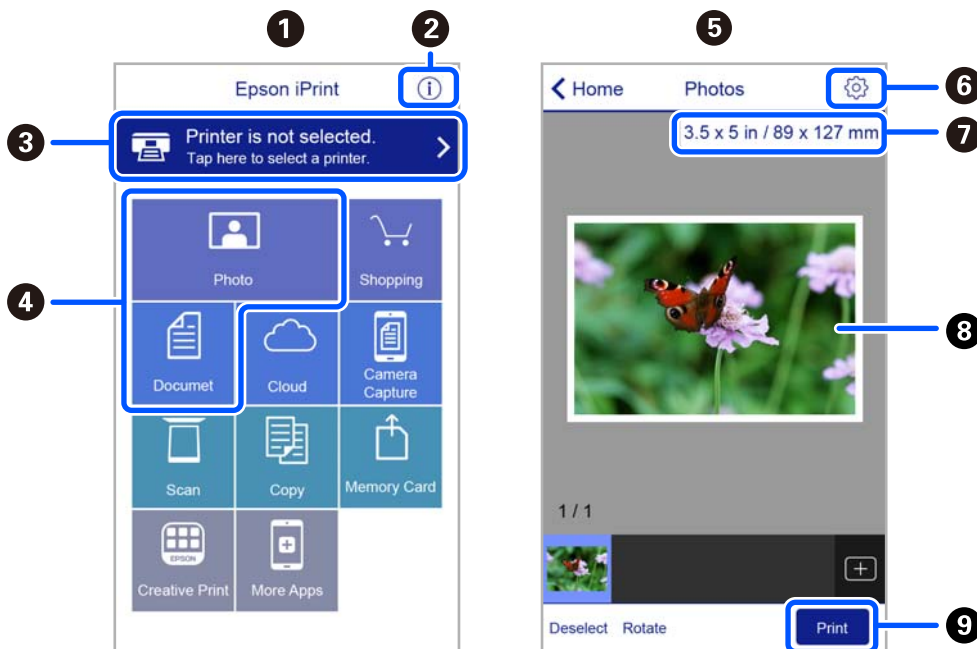 1
2
Epson iPrint
3
Printer is not selected.
Tap here to select a printer.
4
Photo
Shopping
Documet
Cloud
Camera
Capture
Scan
Copy
Memory Card
EPSON
Creative Print
More Apps
5
Home
Photos
6
3.5 x 5 in / 89 x 127 mm
7
8
1 / 1
Deselect
Rotate
Print
9